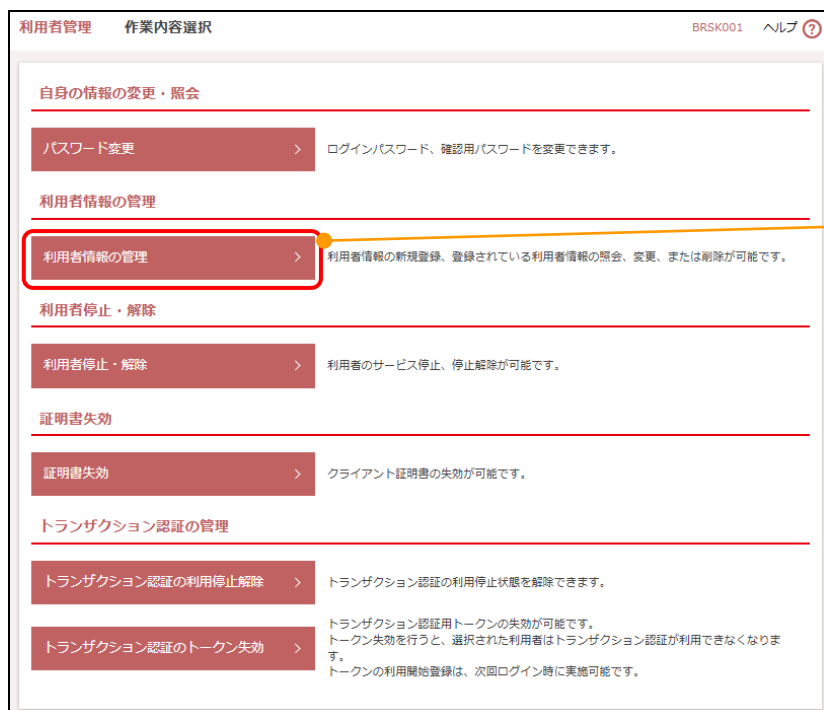 利用者管理 作業内容選択 BRSK001 ヘルプ ?
自身の情報の変更・照会
パスワード変更 > ログインパスワード、確認用パスワードを変更できます。
利用者情報の管理
利用者情報の管理 > 利用者情報の新規登録、登録されている利用者情報の照会、変更、または削除が可能です。
利用者停止・解除
利用者停止・解除 > 利用者のサービス停止、停止解除が可能です。
証明書失効
証明書失効 > クライアント証明書の失効が可能です。
トランザクション認証の管理
トランザクション認証の利用停止解除 > トランザクション認証の利用停止状態を解除できます。
トランザクション認証用トークンの失効が可能です。
トランザクション認証のトークン失効 > トークン失効を行うと、選択された利用者はトランザクション認証が利用できなくなりま
す。
トークンの利用開始登録は、次回ログイン時に実施可能です。